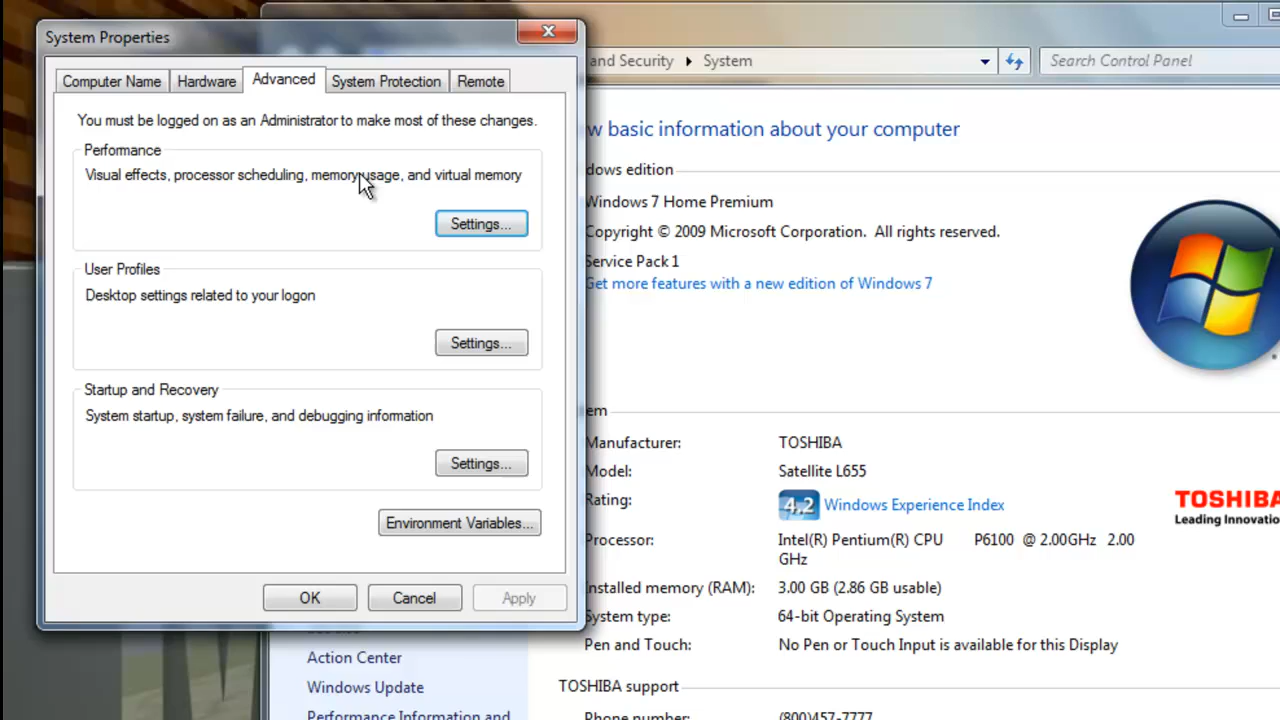 System Properties
Computer Name
Hardware
Advanced
System Protection
Remote
You must be logged on as an Administrator to make most of these changes.
Performance
Visual effects, processor scheduling, memory usage, and virtual memory
Settings...
User Profiles
Desktop settings related to your logon
Settings...
Startup and Recovery
System startup, system failure, and debugging information
Settings...
Environment Variables...
OK
Cancel
Apply
and Security
System
Search Control Panel
w basic information about your computer
dows edition
Windows 7 Home Premium
Copyright © 2009 Microsoft Corporation. All rights reserved.
Service Pack 1
Get more features with a new edition of Windows 7
em
Manufacturer: TOSHIBA
Model: Satellite L655
Rating: 4.2 Windows Experience Index
Processor: Intel(R) Pentium(R) CPU P6100 @ 2.00GHz 2.00
GHz
Installed memory (RAM): 3.00 GB (2.86 GB usable)
System type: 64-bit Operating System
Pen and Touch: No Pen or Touch Input is available for this Display
TOSHIBA
Leading Innovatio
TOSHIBA support
Phone number: (800)457-7777
Action Center
Windows Update
Performance Information and